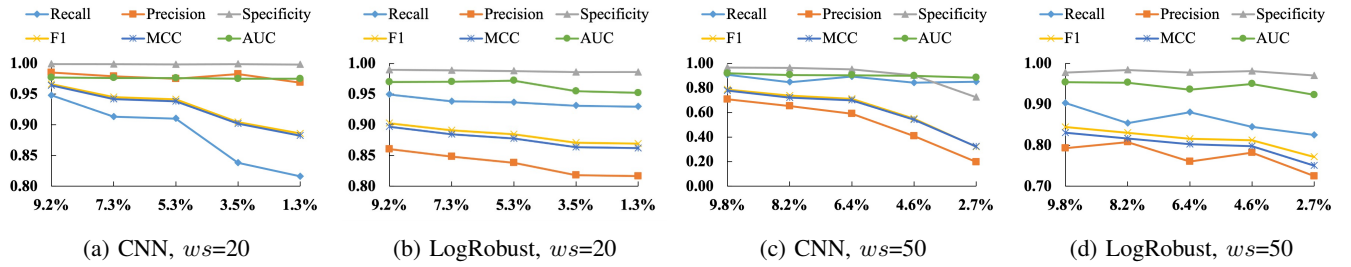 Recall Precision Specificity
F1 MCC AUC
1.00
0.95
0.90
0.85
0.80
9.2% 7.3% 5.3% 3.5% 1.3%
(a) CNN, ws=20
Recall Precision Specificity
F1 MCC AUC
1.00
0.95
0.90
0.85
0.80
9.2% 7.3% 5.3% 3.5% 1.3%
(b) LogRobust, ws=20
Recall Precision Specificity
F1 MCC AUC
1.00
0.80
0.60
0.40
0.20
0.00
9.8% 8.2% 6.4% 4.6% 2.7%
(c) CNN, ws=50
Recall Precision Specificity
F1 MCC AUC
1.00
0.90
0.80
0.70
9.8% 8.2% 6.4% 4.6% 2.7%
(d) LogRobust, ws=50